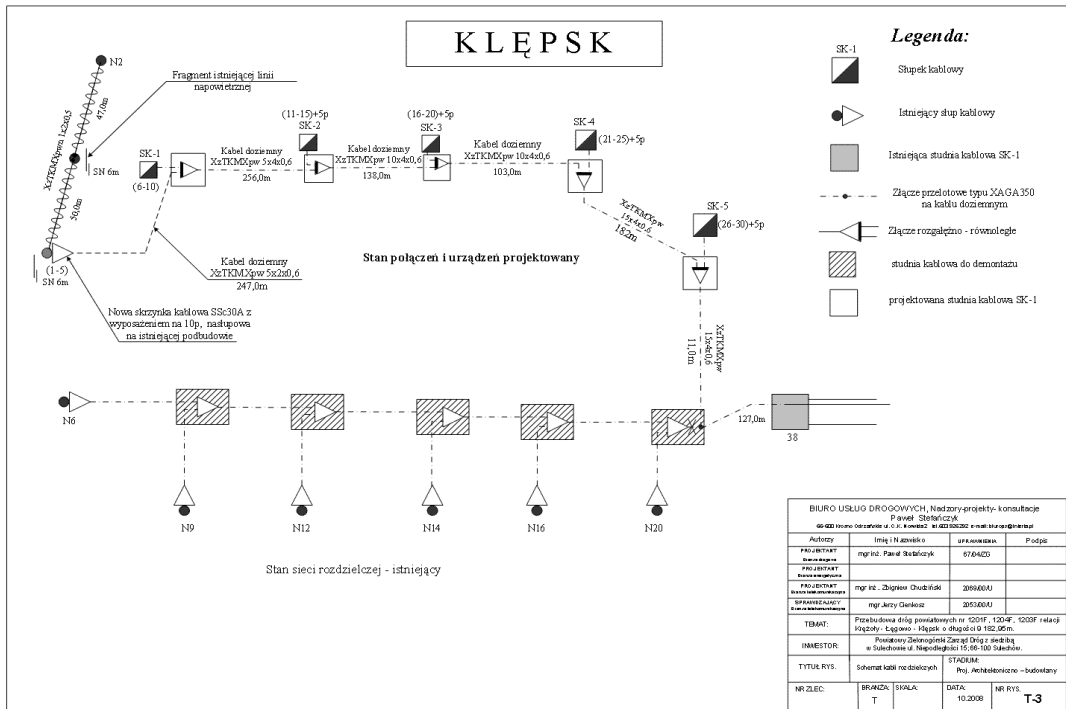 KLĘPSK
Legenda:
SK-1
Słupek kablowy
Istniejący słup kablowy
Istniejąca studnia kablowa SK-1
Złącze przelotowe typu XAGA350
na kablu doziemnym
Złącze rozgałęźno - równoległe
studnia kablowa do demontażu
projektowana studnia kablowa SK-1
N2
Fragment istniejącej linii
napowietrznej
47,0m
XzTKMXpwn 1x2x0,5
50,0m
SN 6m
SK-1
(6-10)
(1-5)
SN 6m
Kabel doziemny
XzTKMXpw 5x4x0,6
256,0m
(11-15)+5p
SK-2
Kabel doziemny
XzTKMXpw 10x4x0,6
138,0m
(16-20)+5p
SK-3
Kabel doziemny
XzTKMXpw 10x4x0,6
103,0m
SK-4
(21-25)+5p
XzTKMXpw
15x4x0,6
182m
SK-5
(26-30)+5p
Kabel doziemny
XzTKMXpw 5x2x0,6
247,0m
Stan połączeń i urządzeń projektowany
Nowa skrzynka kablowa SSc30A z
wyposażeniem na 10p, nasłupowa
na istniejącej podbudowie
XzTKMXpw
15x4x0,6
11,0m
N6
127,0m
38
N9
N12
N14
N16
N20
Stan sieci rozdzielczej - istniejący
BIURO USŁUG DROGOWYCH, Nadzory-projekty- konsultacje
Paweł Stefańczyk
Autorzy
Imię i Nazwisko
UPRAWNIENIA
Podpis
PROJEKTANT
Branża drogowa
mgr inż. Paweł Stefańczyk
67/04/ZG
PROJEKTANT
Branża energetyczna
PROJEKTANT
Branża telekomunikacyjna
mgr inż. Zbigniew Chudziński
2069/00/U
SPRAWDZAJĄCY
Branża telekomunikacyjna
mgr Jerzy Cienkosz
2053/00/U
TEMAT:
Przebudowa dróg powiatowych nr 1201F, 1204F, 1203F relacji
Krężoły - Łęgowo - Klępsk o długości 9 182,95m.
INWESTOR:
Powiatowy Zielonogórski Zarząd Dróg z siedzibą
w Sulechowie ul. Niepodległości 15; 66-100 Sulechów.
TYTUŁ RYS.
Schemat kabli rozdzielczych
STADIUM:
Proj. Architektoniczno - budowlany
NR ZLEC:
BRANŻA:
T
SKALA:
DATA:
10.2008
NR RYS.
T-3